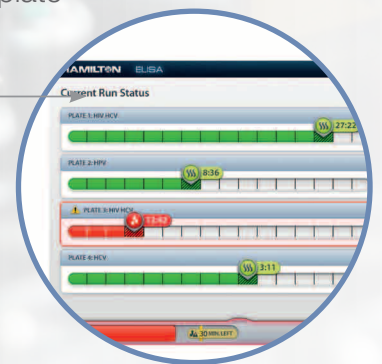 plate
HAMILTON ELISA
Current Run Status
PLATE 1: HIV HCV
27:22
PLATE 2: HPV
8:36
PLATE 3: HIV HCV
13:42
PLATE 4: HCV
3:11
30 MIN. LEFT